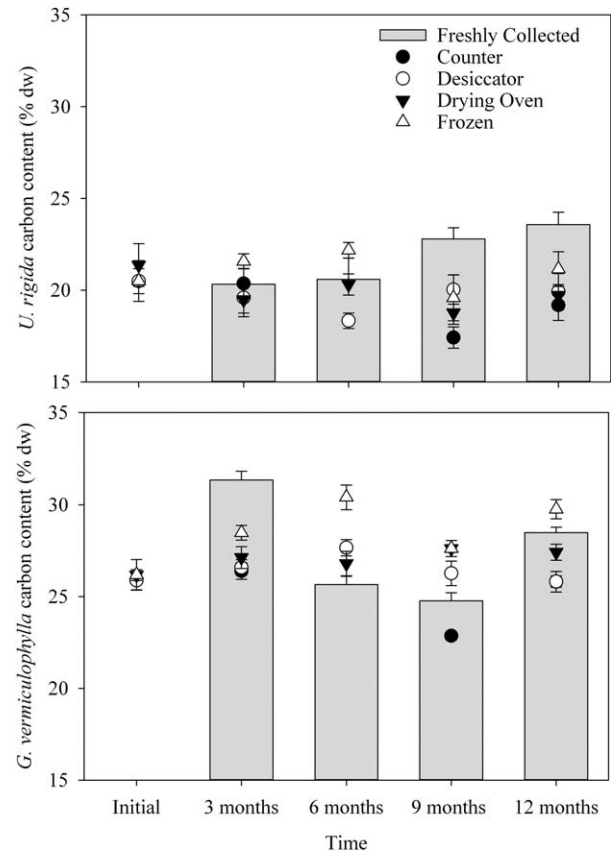 35
30
25
20
15
U. rigida carbon content (% dw)
Freshly Collected
Counter
Desiccator
Drying Oven
Frozen
35
30
25
20
15
G. vermiculophylla carbon content (% dw)
Initial
3 months
6 months
9 months
12 months
Time